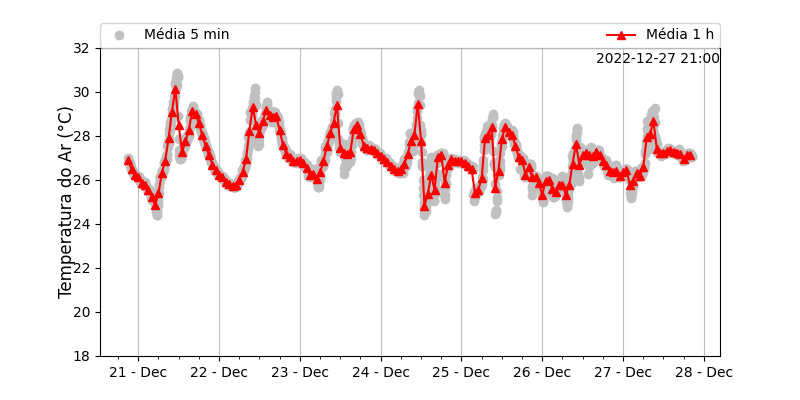 Média 5 min
Média 1 h
2022-12-27 21:00
Temperatura do Ar (°C)
32
30
28
26
24
22
20
18
21 - Dec
22 - Dec
23 - Dec
24 - Dec
25 - Dec
26 - Dec
27 - Dec
28 - Dec